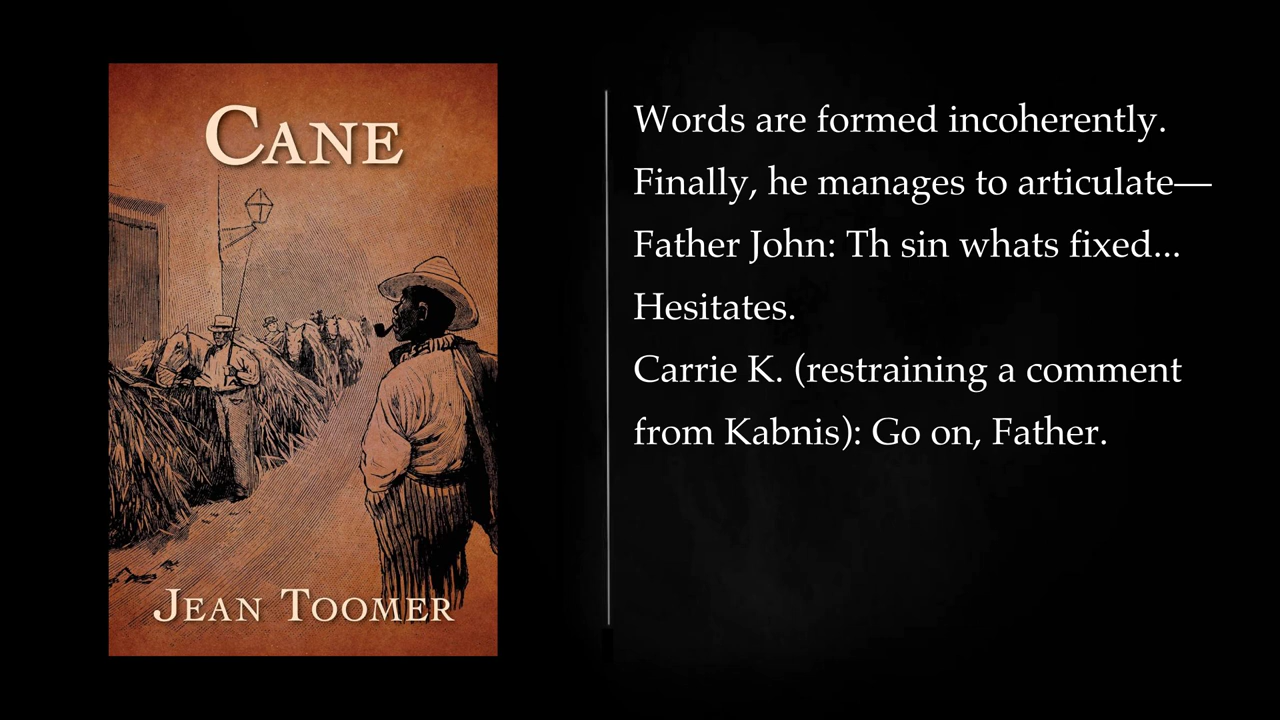 CANE
JEAN TOOMER
Words are formed incoherently.
Finally, he manages to articulate—
Father John: Th sin whats fixed...
Hesitates.
Carrie K. (restraining a comment
from Kabnis): Go on, Father.